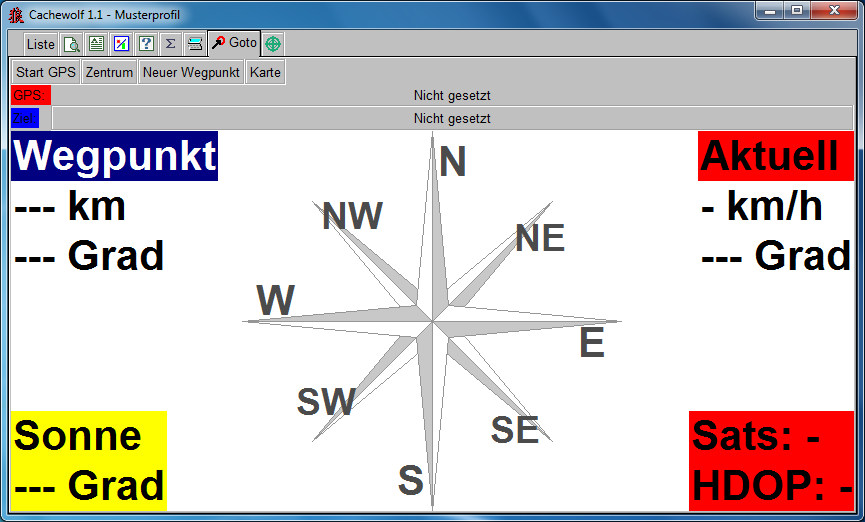 Cachewolf 1.1 - Musterprofil
Liste Σ Goto
Start GPS Zentrum Neuer Wegpunkt Karte
GPS: Nicht gesetzt
Ziel: Nicht gesetzt
Wegpunkt
--- km
--- Grad
Aktuell
- km/h
--- Grad
N
NW
NE
W
E
SW
SE
S
Sonne
--- Grad
Sats: -
HDOP: -